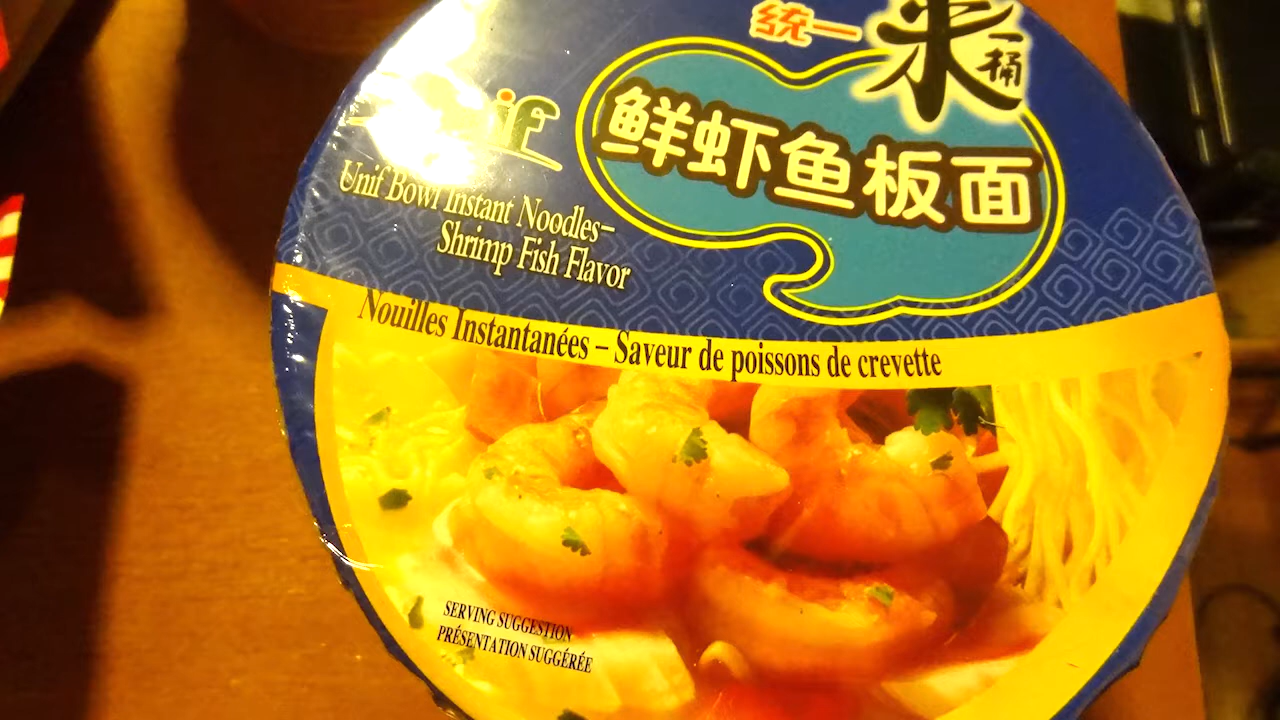 统一
来一桶
unif
鲜虾鱼板面
Unif Bowl Instant Noodles–
Shrimp Fish Flavor
Nouilles Instantanées – Saveur de poissons de crevette
SERVING SUGGESTION
PRÉSENTATION SUGGÉRÉE